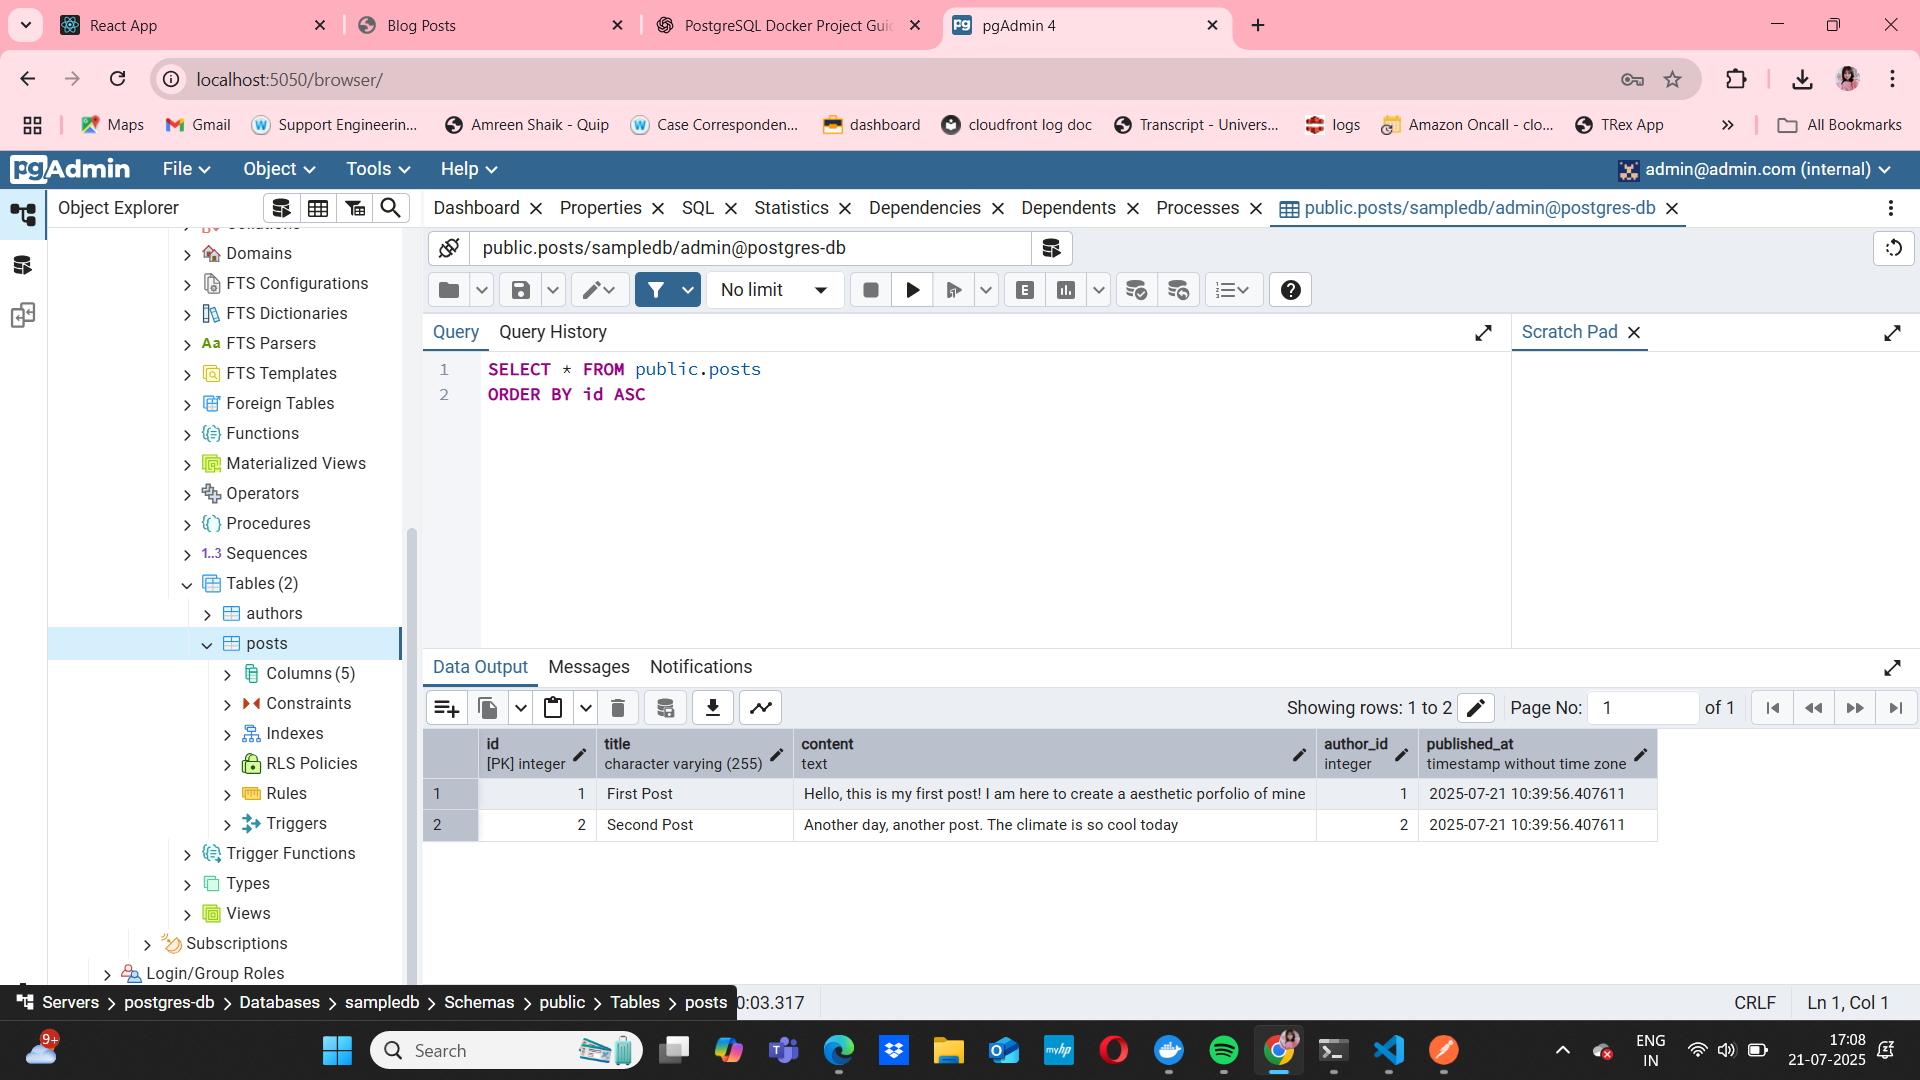 React App
Blog Posts
PostgreSQL Docker Project Gui
pgAdmin 4
localhost:5050/browser/
Maps
Gmail
Support Engineerin...
Amreen Shaik - Quip
Case Corresponden...
dashboard
cloudfront log doc
Transcript - Univers...
logs
Amazon Oncall - clo...
TRex App
All Bookmarks
pgAdmin
File
Object
Tools
Help
admin@admin.com (internal)
Object Explorer
Dashboard
Properties
SQL
Statistics
Dependencies
Dependents
Processes
public.posts/sampledb/admin@postgres-db
public.posts/sampledb/admin@postgres-db
No limit
E
Query
Query History
Scratch Pad
1 SELECT * FROM public.posts
2 ORDER BY id ASC
Domains
FTS Configurations
FTS Dictionaries
Aa FTS Parsers
FTS Templates
Foreign Tables
Functions
Materialized Views
Operators
Procedures
1..3 Sequences
Tables (2)
authors
posts
Columns (5)
Constraints
Indexes
RLS Policies
Rules
Triggers
Trigger Functions
Types
Views
Subscriptions
Login/Group Roles
Data Output
Messages
Notifications
Showing rows: 1 to 2
Page No: 1 of 1
id [PK] integer
title character varying (255)
content text
author_id integer
published_at timestamp without time zone
1 1 First Post Hello, this is my first post! I am here to create a aesthetic porfolio of mine 1 2025-07-21 10:39:56.407611
2 2 Second Post Another day, another post. The climate is so cool today 2 2025-07-21 10:39:56.407611
Servers > postgres-db > Databases > sampledb > Schemas > public > Tables > posts
0:03.317
CRLF
Ln 1, Col 1
9+
Search
myhp
ENG
IN
17:08
21-07-2025